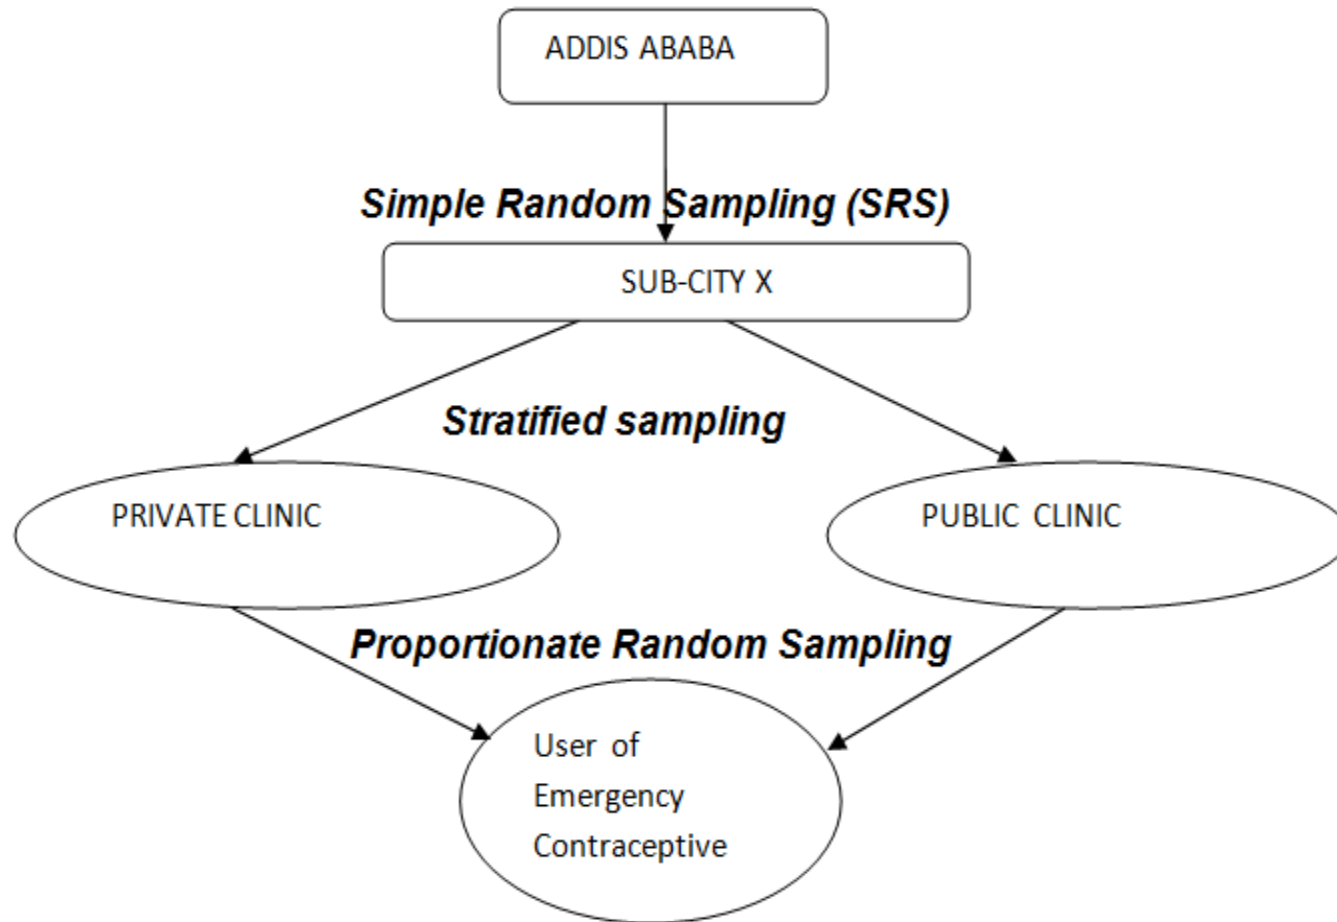 ADDIS ABABA
Simple Random Sampling (SRS)
SUB-CITY X
Stratified sampling
PRIVATE CLINIC
PUBLIC CLINIC
Proportionate Random Sampling
User of
Emergency
Contraceptive